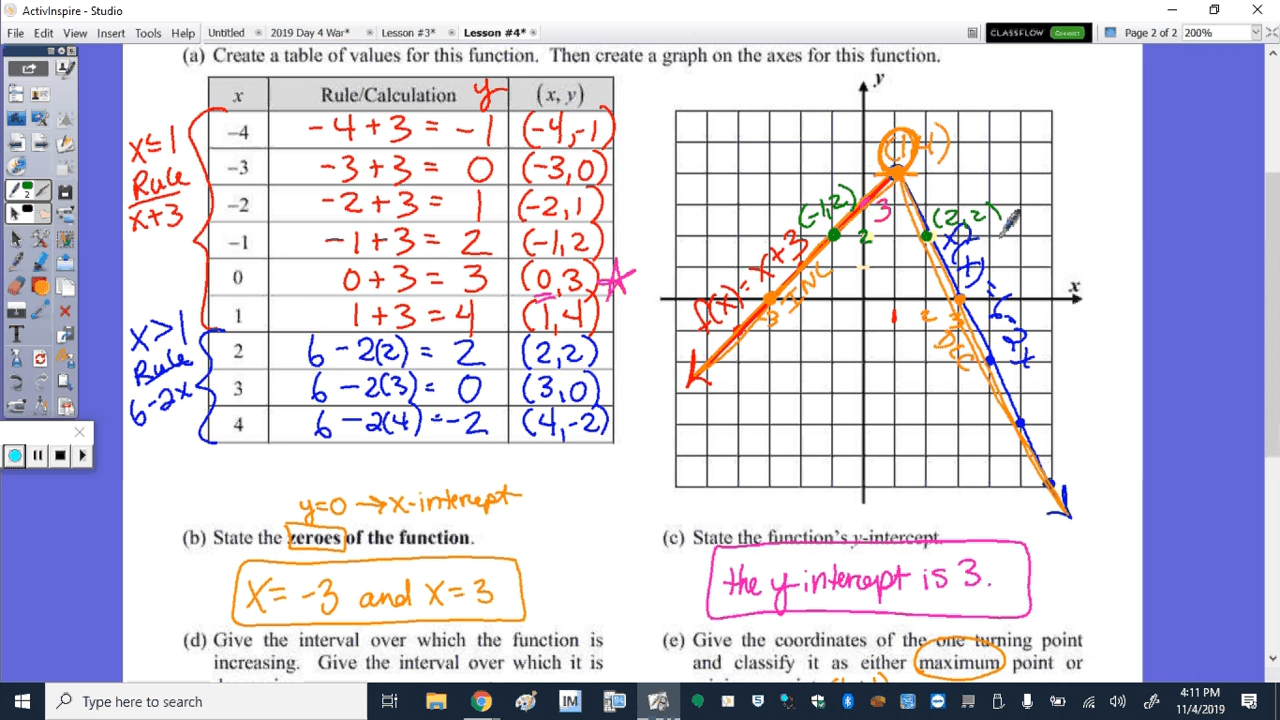 ActivInspire - Studio
File Edit View Insert Tools Help
Untitled 2019 Day 4 War* Lesson #3* Lesson #4*
CLASSFLOW Connect
Page 2 of 2 200%
(a) Create a table of values for this function. Then create a graph on the axes for this function.
x Rule/Calculation y (x, y)
-4 -4+3 = -1 (-4,-1)
-3 -3+3 = 0 (-3,0)
-2 -2+3 = 1 (-2,1)
-1 -1+3 = 2 (-1,2)
0 0+3 = 3 (0,3)
1 1+3 = 4 (1,4)
2 6-2(2) = 2 (2,2)
3 6-2(3) = 0 (3,0)
4 6-2(4) = -2 (4,-2)
x≤1
Rule
x+3
x>1
Rule
6-2x
y
x
(1,4)
(-1,2)
3
2
(2,2)
f(x)=x+3
INC
-3
1
2
3
DEC
f(x)=6-2x
y=0 → x-intercept
(b) State the zeroes of the function.
x= -3 and x=3
(c) State the function's y-intercept.
the y-intercept is 3.
(d) Give the interval over which the function is
increasing. Give the interval over which it is
(e) Give the coordinates of the one turning point
and classify it as either maximum point or
Type here to search
4:11 PM
11/4/2019